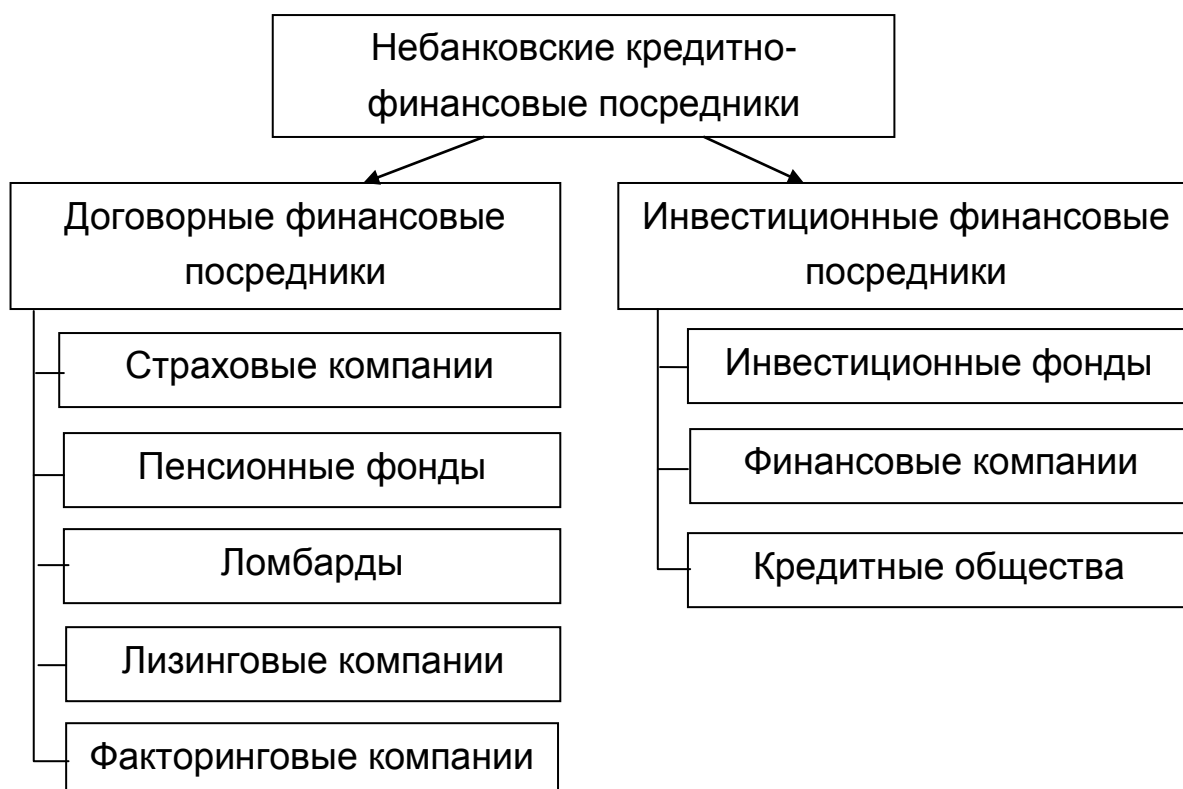 Небанковские кредитно-
финансовые посредники
Договорные финансовые
посредники
Страховые компании
Пенсионные фонды
Ломбарды
Лизинговые компании
Факторинговые компании
Инвестиционные финансовые
посредники
Инвестиционные фонды
Финансовые компании
Кредитные общества